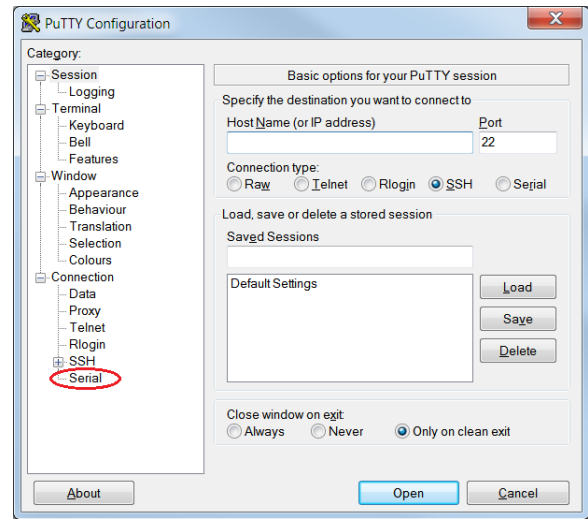 PuTTY Configuration
Category:
Session
Logging
Terminal
Keyboard
Bell
Features
Window
Appearance
Behaviour
Translation
Selection
Colours
Connection
Data
Proxy
Telnet
Rlogin
SSH
Serial
Basic options for your PuTTY session
Specify the destination you want to connect to
Host Name (or IP address) Port
22
Connection type:
Raw Telnet Rlogin SSH Serial
Load, save or delete a stored session
Saved Sessions
Default Settings
Load
Save
Delete
Close window on exit:
Always Never Only on clean exit
About Open Cancel